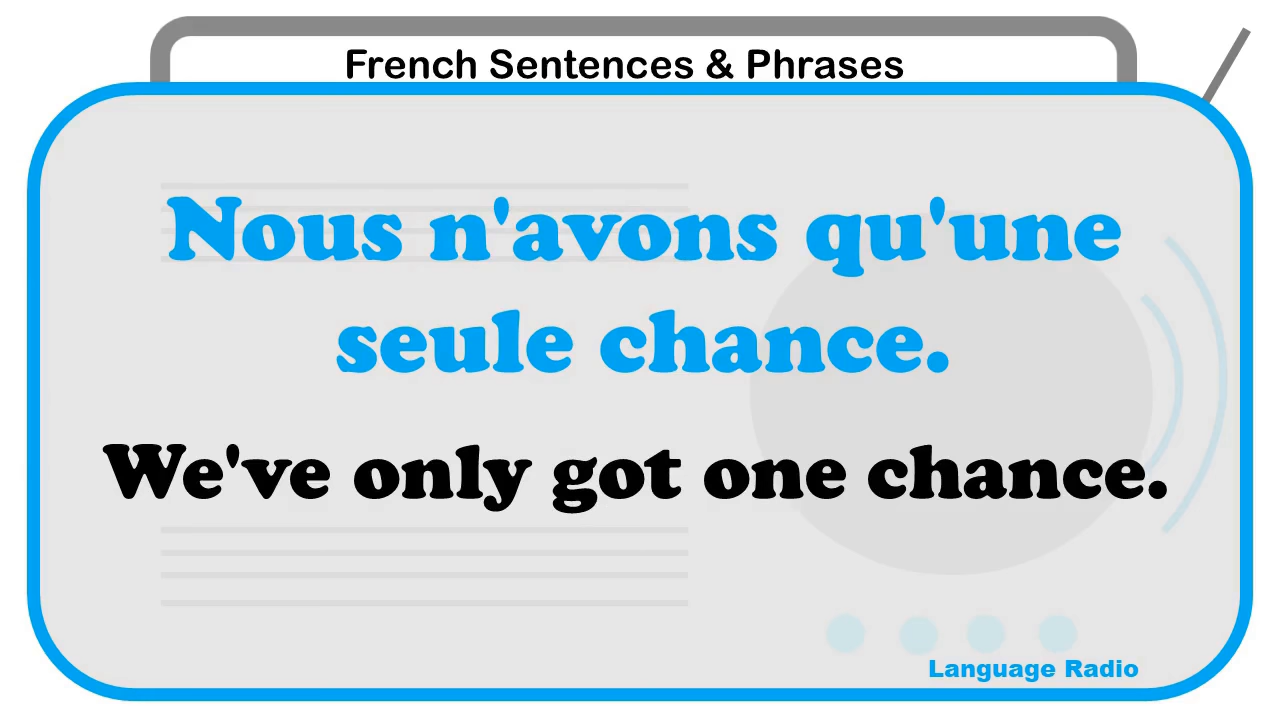 French Sentences & Phrases
Nous n'avons qu'une
seule chance.
We've only got one chance.
Language Radio